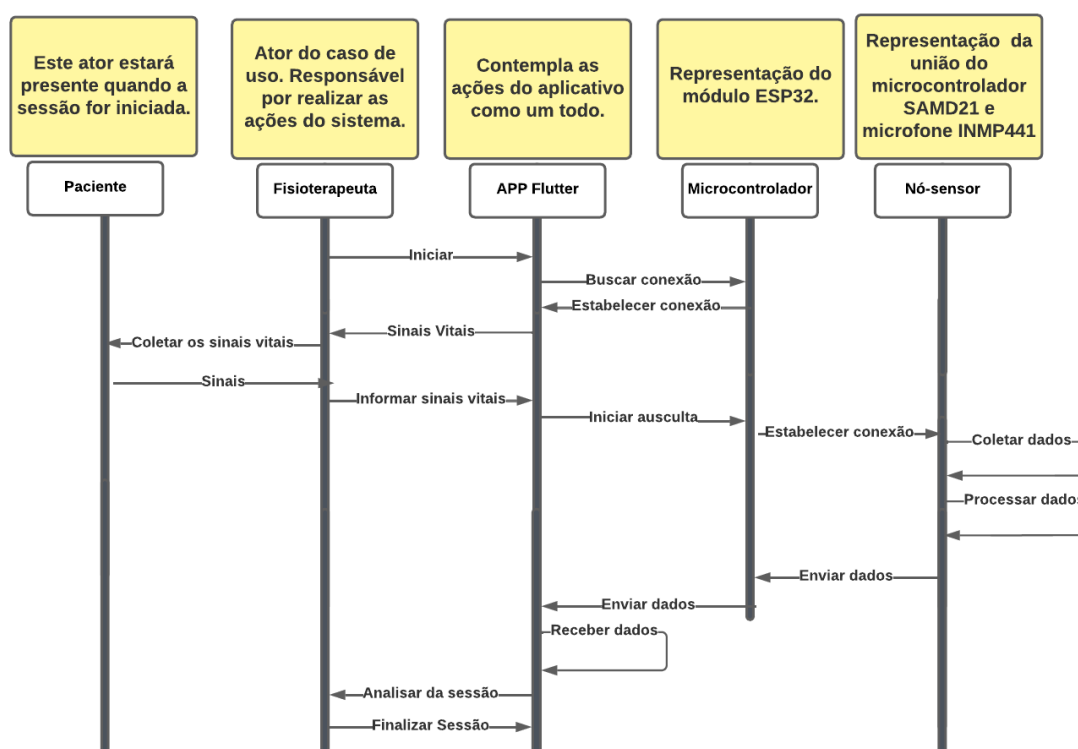 Este ator estará
presente quando a
sessão for iniciada.
Ator do caso de
uso. Responsável
por realizar as
ações do sistema.
Contempla as
ações do aplicativo
como um todo.
Representação do
módulo ESP32.
Representação da
união do
microcontrolador
SAMD21 e
microfone INMP441
Paciente
Fisioterapeuta
APP Flutter
Microcontrolador
Nó-sensor
Iniciar
Buscar conexão
Estabelecer conexão
Sinais Vitais
Coletar os sinais vitais
Sinais
Informar sinais vitais
Iniciar ausculta
Estabelecer conexão
Coletar dados
Processar dados
Enviar dados
Enviar dados
Receber dados
Analisar da sessão
Finalizar Sessão